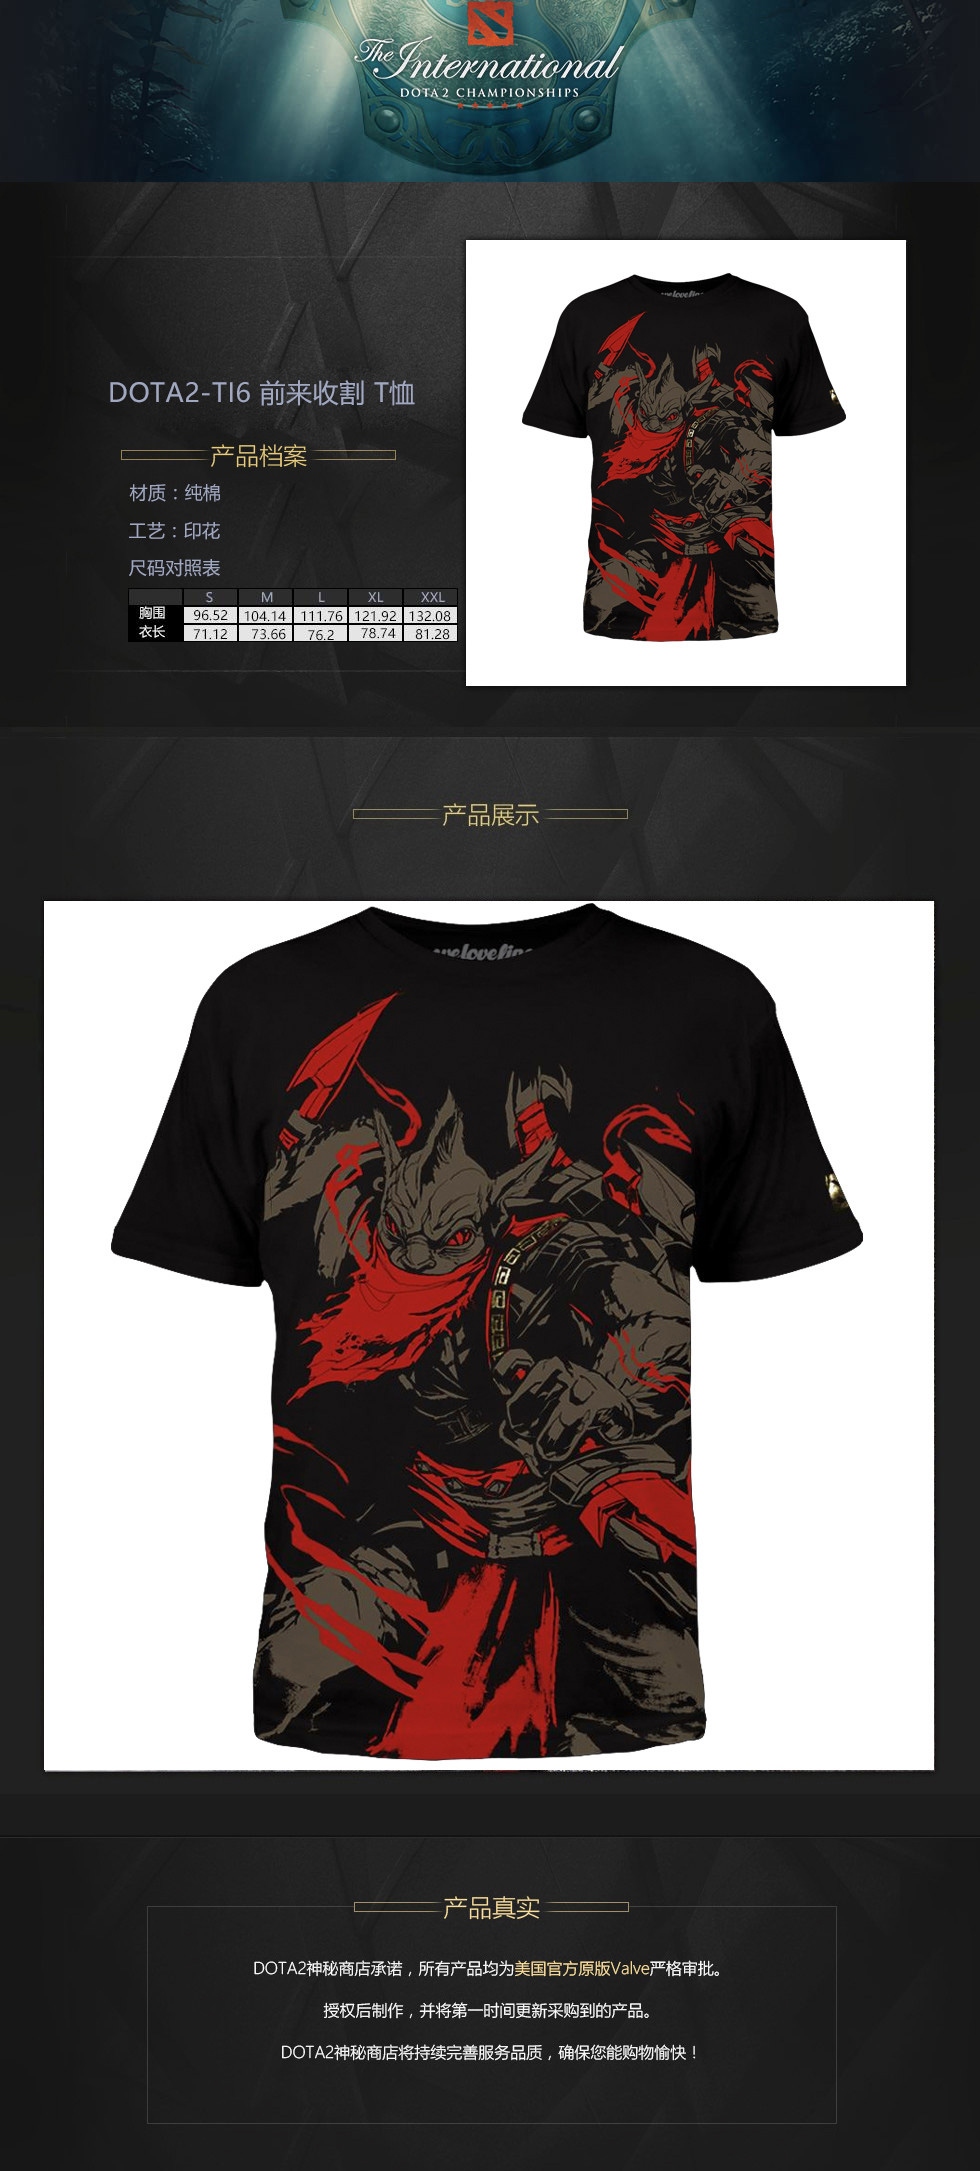 The International
DOTA 2 CHAMPIONSHIPS
DOTA2-TI6 前来收割 T恤
产品档案
材质：纯棉
工艺：印花
尺码对照表
S M L XL XXL
胸围 96.52 104.14 111.76 121.92 132.08
衣长 71.12 73.66 76.2 78.74 81.28
产品展示
welovefine
产品真实
DOTA2神秘商店承诺，所有产品均为美国官方原版Valve严格审批。
授权后制作，并将第一时间更新采购到的产品。
DOTA2神秘商店将持续完善服务品质，确保您能购物愉快！